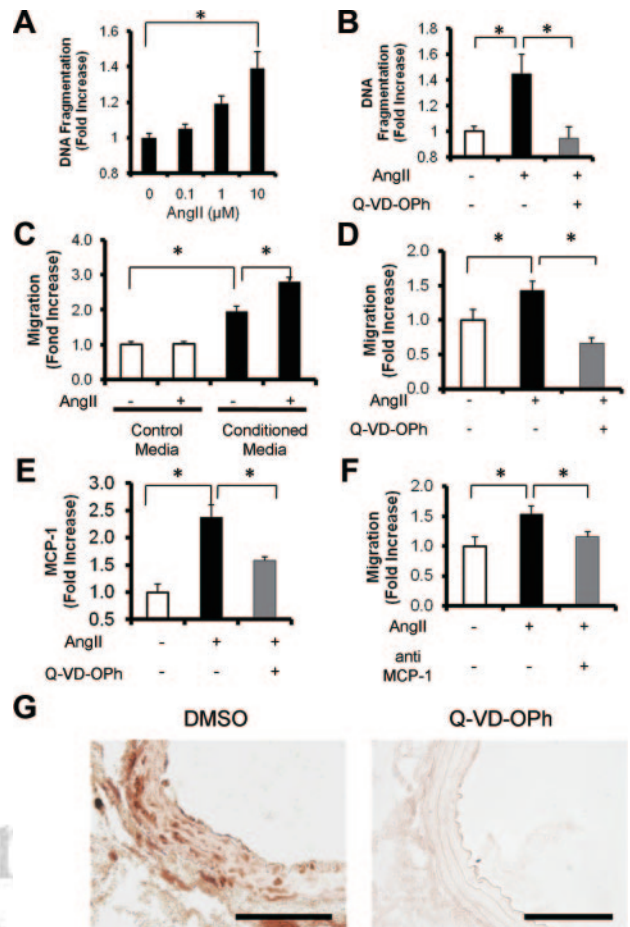 A
*
DNA Fragmentation
(Fold Increase)
1.6
1.4
1.2
1
0.8
0 0.1 1 10
AngII (µM)
B
* *
DNA
Fragmentation
(Fold Increase)
1.8
1.6
1.4
1.2
1.0
0.8
AngII - + +
Q-VD-OPh - - +
C
* *
Migration
(Fond Increase)
4.0
3.0
2.0
1.0
0.0
AngII - + - +
Control
Media
Conditioned
Media
D
* *
Migration
(Fold Increase)
2.0
1.5
1.0
0.5
0.0
AngII - + +
Q-VD-OPh - - +
E
* *
MCP-1
(Fold Increase)
3.0
2.5
2.0
1.5
1.0
0.5
AngII - + +
Q-VD-OPh - - +
F
* *
Migration
(Fold Increase)
2.0
1.5
1.0
0.5
0.0
AngII - + +
anti
MCP-1 - - +
G
DMSO
Q-VD-OPh